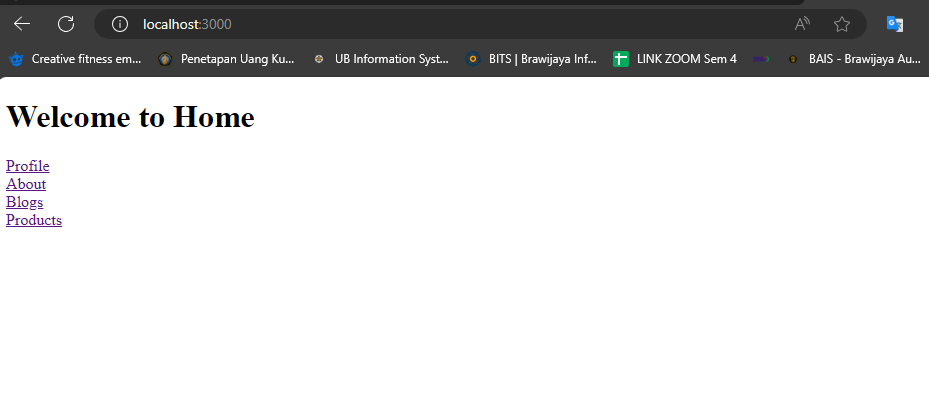 localhost:3000
Creative fitness em... Penetapan Uang Ku... UB Information Syst... BITS | Brawijaya Inf... LINK ZOOM Sem 4 BAIS - Brawijaya Au...
Welcome to Home
Profile
About
Blogs
Products